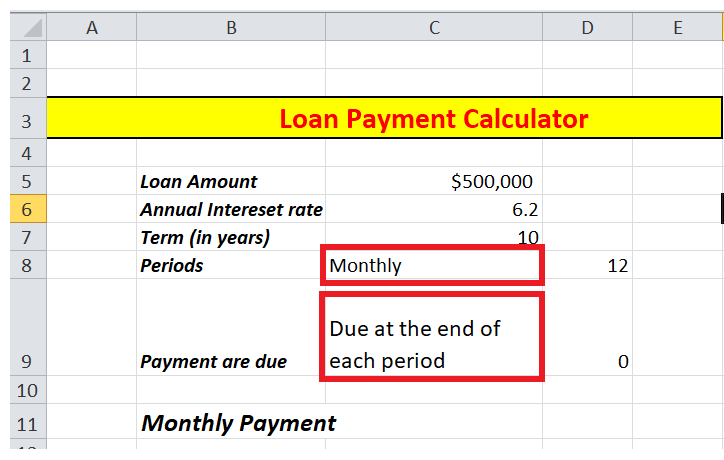 A B C D E
1
2
3 Loan Payment Calculator
4
5 Loan Amount $500,000
6 Annual Intereset rate 6.2
7 Term (in years) 10
8 Periods Monthly 12
Due at the end of
9 Payment are due each period 0
10
11 Monthly Payment